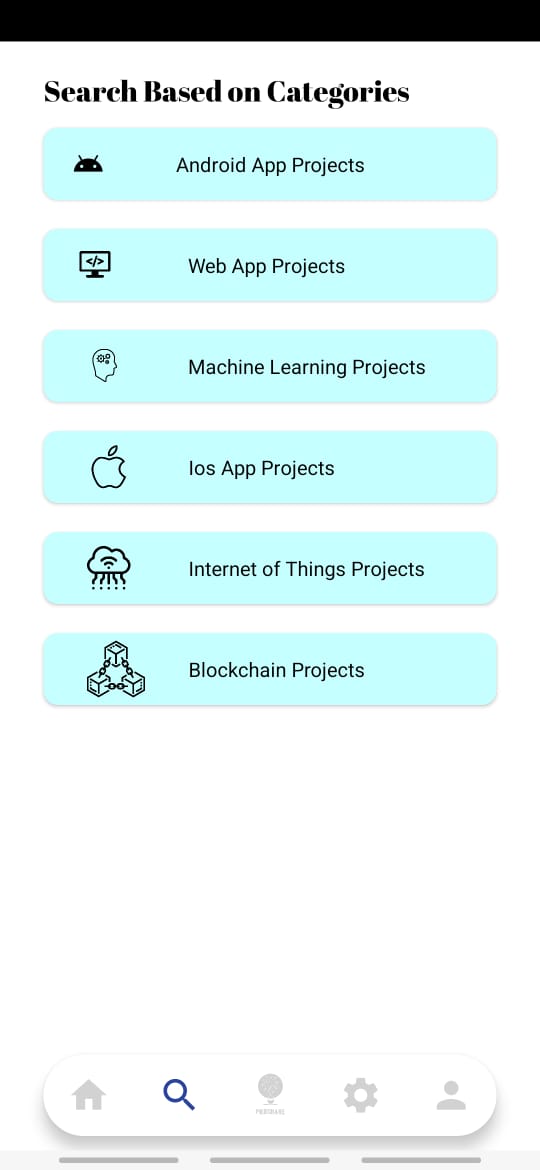 Search Based on Categories
Android App Projects
</>
Web App Projects
Machine Learning Projects
Ios App Projects
Internet of Things Projects
Blockchain Projects